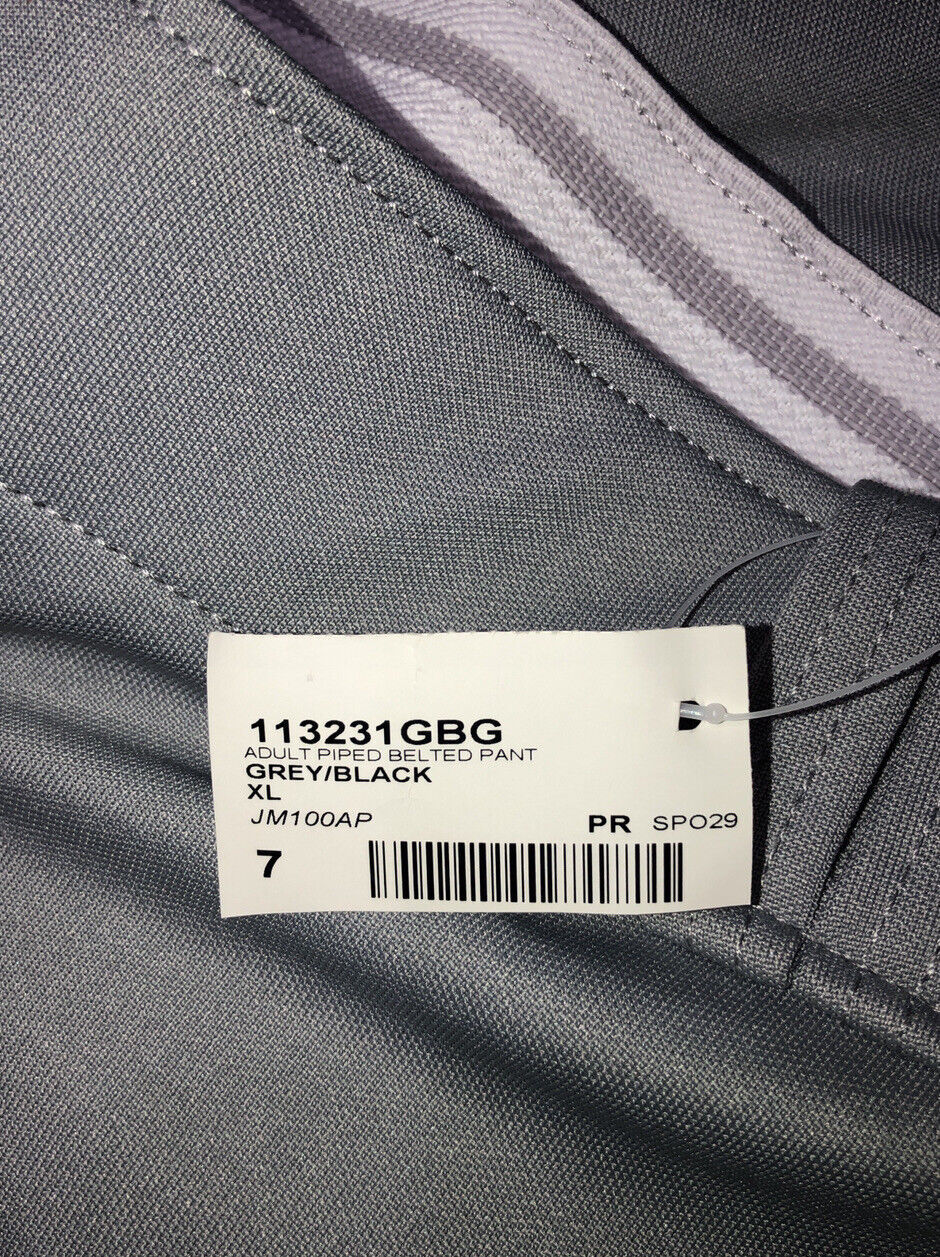 113231GBG
ADULT PIPED BELTED PANT
GREY/BLACK
XL
JM100AP PR SPO29
7